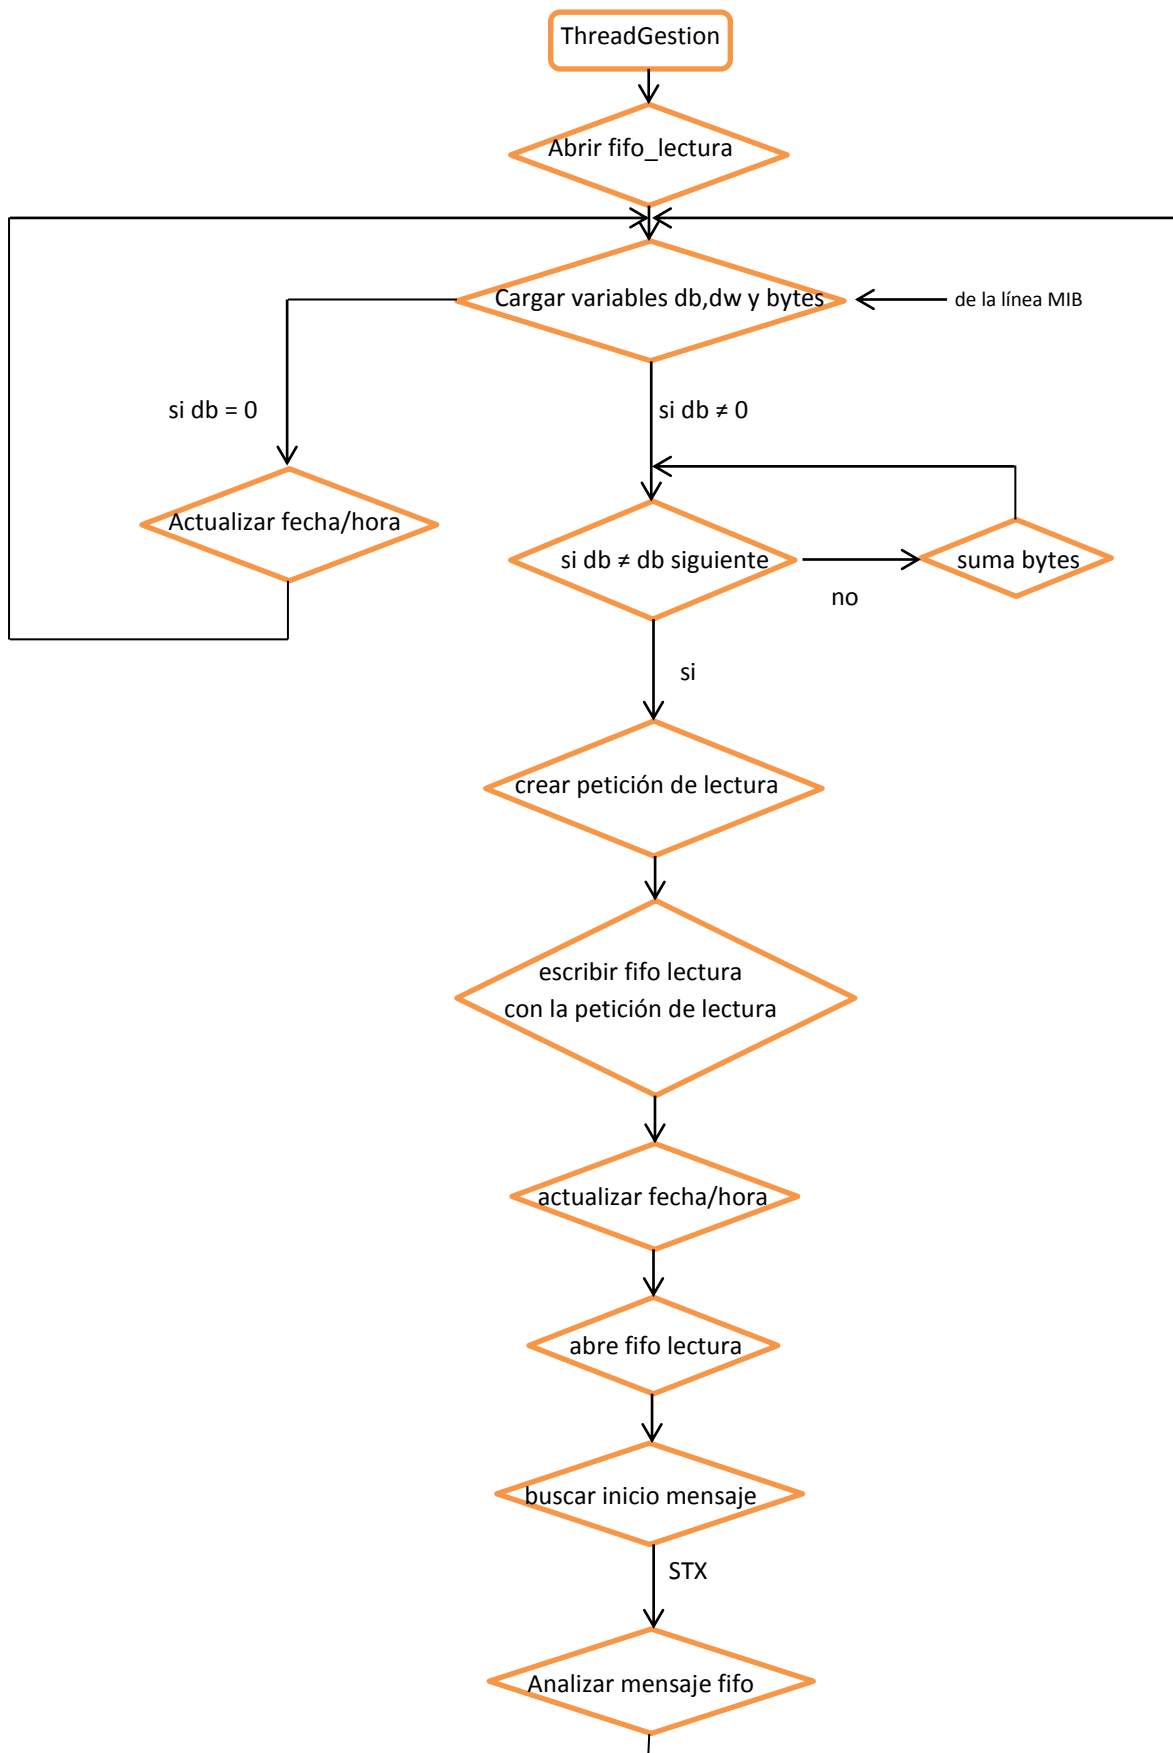 ThreadGestion
Abrir fifo_lectura
Cargar variables db,dw y bytes
de la línea MIB
si db = 0
si db ≠ 0
Actualizar fecha/hora
si db ≠ db siguiente
suma bytes
no
si
crear petición de lectura
escribir fifo lectura
con la petición de lectura
actualizar fecha/hora
abre fifo lectura
buscar inicio mensaje
STX
Analizar mensaje fifo